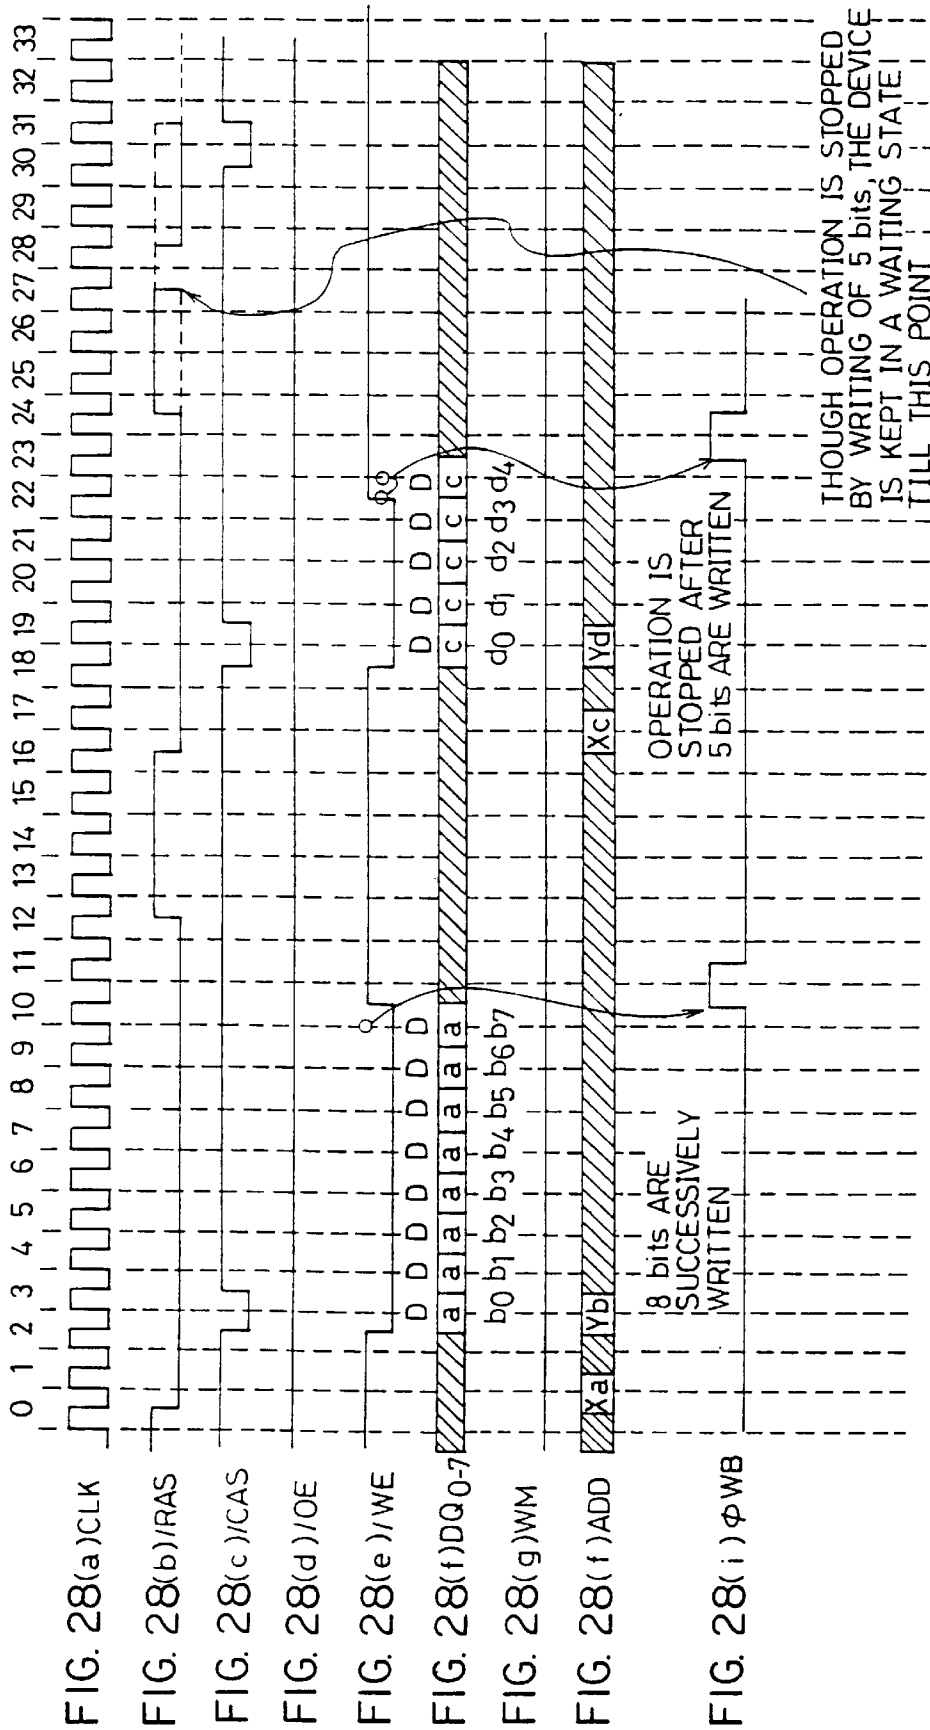 0 1 2 3 4 5 6 7 8 9 10 11 12 13 14 15 16 17 18 19 20 21 22 23 24 25 26 27 28 29 30 31 32 33
FIG. 28(a)CLK
FIG. 28(b)/RAS
FIG. 28(c)/CAS
FIG. 28(d)/OE
FIG. 28(e)/WE
D D D D D D D D D D D D D
FIG. 28(f)DQ0-7
a a a a a a a a c c c c c
b0 b1 b2 b3 b4 b5 b6 b7 d0 d1 d2 d3 d4
FIG. 28(g)WM
FIG. 28(f)ADD
Xa Yb Xc Yd
8 bits ARE
SUCCESSIVELY
WRITTEN
OPERATION IS
STOPPED AFTER
5 bits ARE WRITTEN
FIG. 28(i)ΦWB
THOUGH OPERATION IS STOPPED
BY WRITING OF 5 bits, THE DEVICE
IS KEPT IN A WAITING STATE
TILL THIS POINT